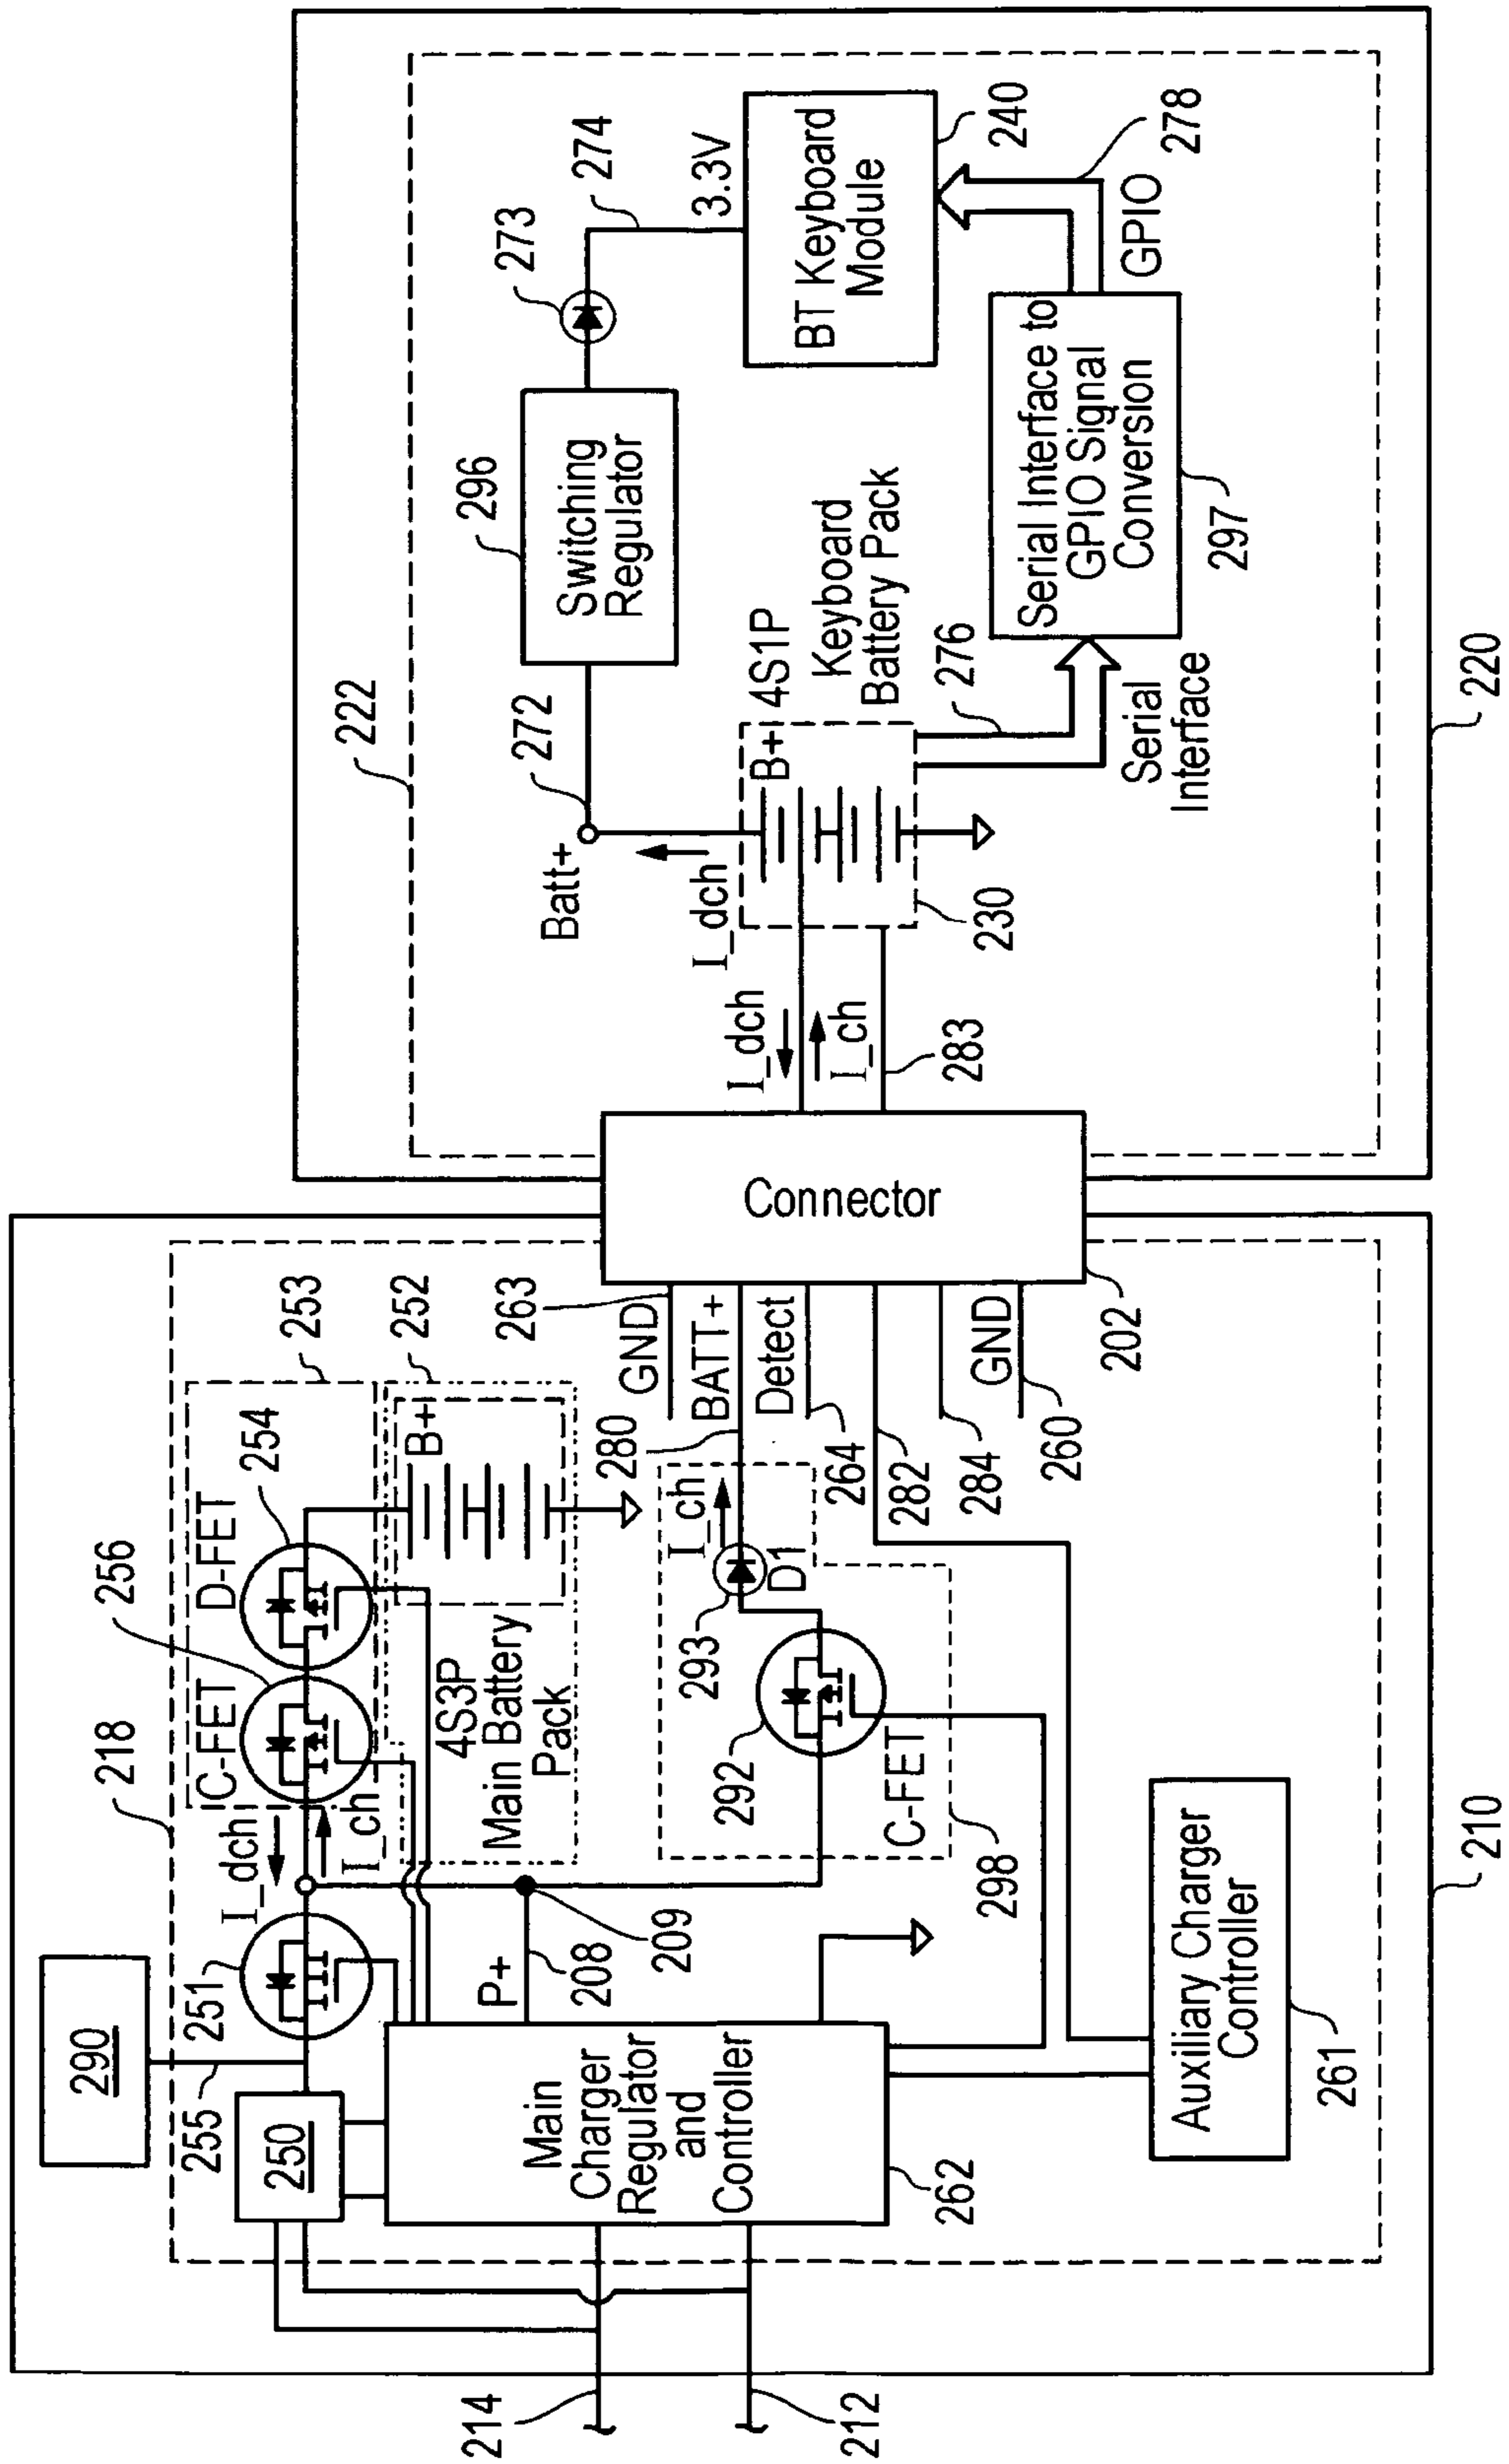 290
255
251
218
256
254
253
252
250
I_dch
I_ch
C-FET
D-FET
B+
4S3P
Main Battery
Pack
P+
208
209
Main
Charger
Regulator
and
Controller
262
214
212
280
I_ch
D1
293
292
C-FET
298
263
GND
BATT+
Detect
264
282
284
GND
260
Auxiliary Charger
Controller
261
210
Connector
202
222
Batt+
272
296
Switching
Regulator
273
274
3.3V
BT Keyboard
Module
240
I_dch
B+
4S1P
Keyboard
Battery Pack
230
I_dch
I_ch
283
276
Serial
Interface
Serial Interface to
GPIO Signal
Conversion
297
GPIO
278
220